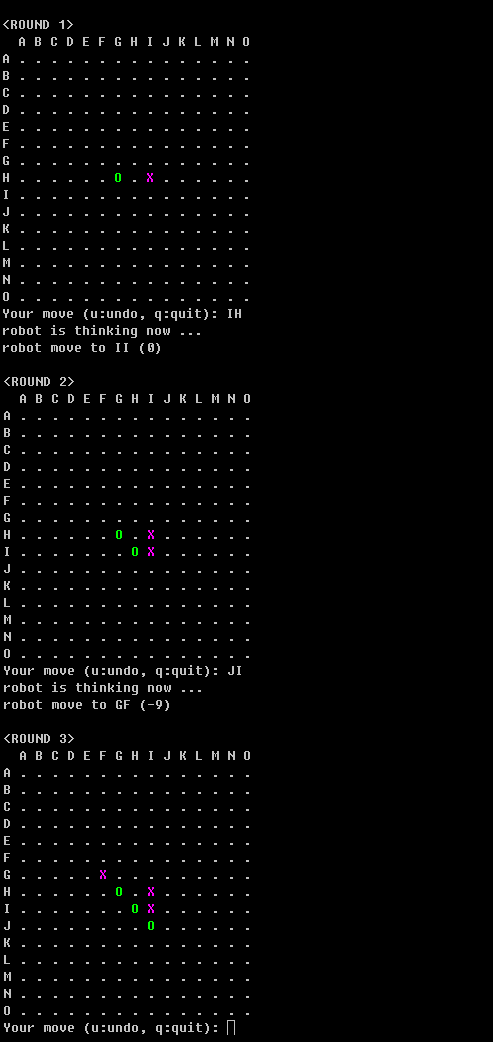 <ROUND 1>
  A B C D E F G H I J K L M N O
A . . . . . . . . . . . . . . .
B . . . . . . . . . . . . . . .
C . . . . . . . . . . . . . . .
D . . . . . . . . . . . . . . .
E . . . . . . . . . . . . . . .
F . . . . . . . . . . . . . . .
G . . . . . . . . . . . . . . .
H . . . . . . O . X . . . . . .
I . . . . . . . . . . . . . . .
J . . . . . . . . . . . . . . .
K . . . . . . . . . . . . . . .
L . . . . . . . . . . . . . . .
M . . . . . . . . . . . . . . .
N . . . . . . . . . . . . . . .
O . . . . . . . . . . . . . . .
Your move (u:undo, q:quit): IH
robot is thinking now ...
robot move to II (0)
<ROUND 2>
  A B C D E F G H I J K L M N O
A . . . . . . . . . . . . . . .
B . . . . . . . . . . . . . . .
C . . . . . . . . . . . . . . .
D . . . . . . . . . . . . . . .
E . . . . . . . . . . . . . . .
F . . . . . . . . . . . . . . .
G . . . . . . . . . . . . . . .
H . . . . . . O . X . . . . . .
I . . . . . . . O X . . . . . .
J . . . . . . . . . . . . . . .
K . . . . . . . . . . . . . . .
L . . . . . . . . . . . . . . .
M . . . . . . . . . . . . . . .
N . . . . . . . . . . . . . . .
O . . . . . . . . . . . . . . .
Your move (u:undo, q:quit): JI
robot is thinking now ...
robot move to GF (-9)
<ROUND 3>
  A B C D E F G H I J K L M N O
A . . . . . . . . . . . . . . .
B . . . . . . . . . . . . . . .
C . . . . . . . . . . . . . . .
D . . . . . . . . . . . . . . .
E . . . . . . . . . . . . . . .
F . . . . . . . . . . . . . . .
G . . . . . X . . . . . . . . .
H . . . . . . O . X . . . . . .
I . . . . . . . O X . . . . . .
J . . . . . . . . O . . . . . .
K . . . . . . . . . . . . . . .
L . . . . . . . . . . . . . . .
M . . . . . . . . . . . . . . .
N . . . . . . . . . . . . . . .
O . . . . . . . . . . . . . . .
Your move (u:undo, q:quit):